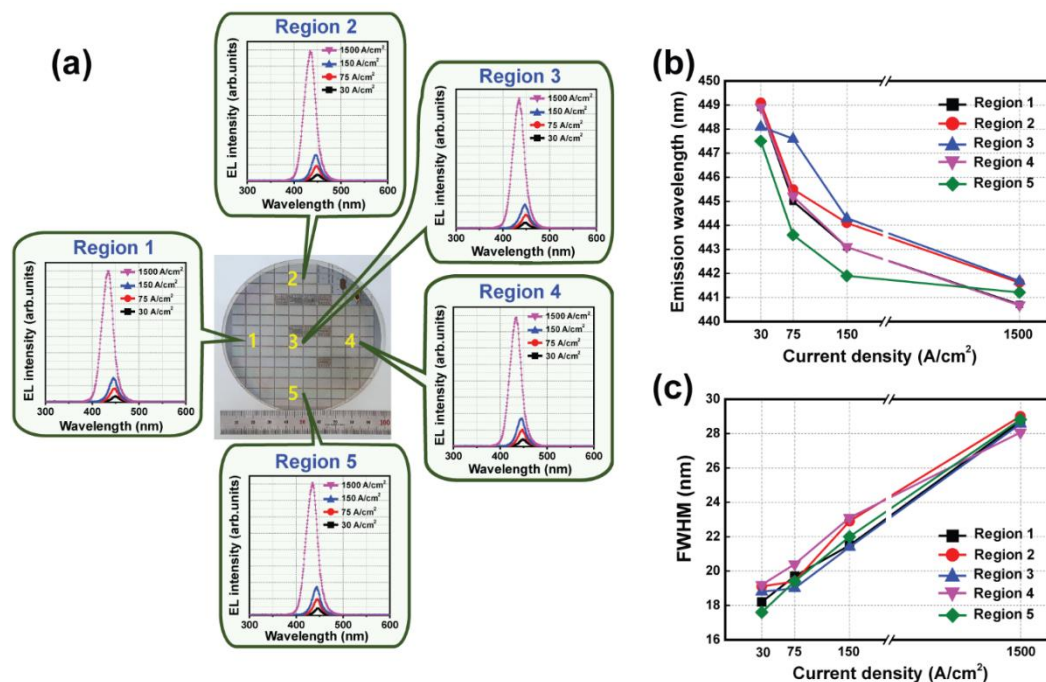 (a)
Region 2
EL intensity (arb.units)
1500 A/cm²
150 A/cm²
75 A/cm²
30 A/cm²
300 400 500 600
Wavelength (nm)
Region 3
EL intensity (arb.units)
1500 A/cm²
150 A/cm²
75 A/cm²
30 A/cm²
300 400 500 600
Wavelength (nm)
Region 1
EL intensity (arb.units)
1500 A/cm²
150 A/cm²
75 A/cm²
30 A/cm²
300 400 500 600
Wavelength (nm)
2
1 3 4
5
Region 4
EL intensity (arb.units)
1500 A/cm²
150 A/cm²
75 A/cm²
30 A/cm²
300 400 500 600
Wavelength (nm)
Region 5
EL intensity (arb.units)
1500 A/cm²
150 A/cm²
75 A/cm²
30 A/cm²
300 400 500 600
Wavelength (nm)
(b)
Emission wavelength (nm)
450
449
448
447
446
445
444
443
442
441
440
Region 1
Region 2
Region 3
Region 4
Region 5
30 75 150 1500
Current density (A/cm²)
(c)
FWHM (nm)
30
28
26
24
22
20
18
16
Region 1
Region 2
Region 3
Region 4
Region 5
30 75 150 1500
Current density (A/cm²)